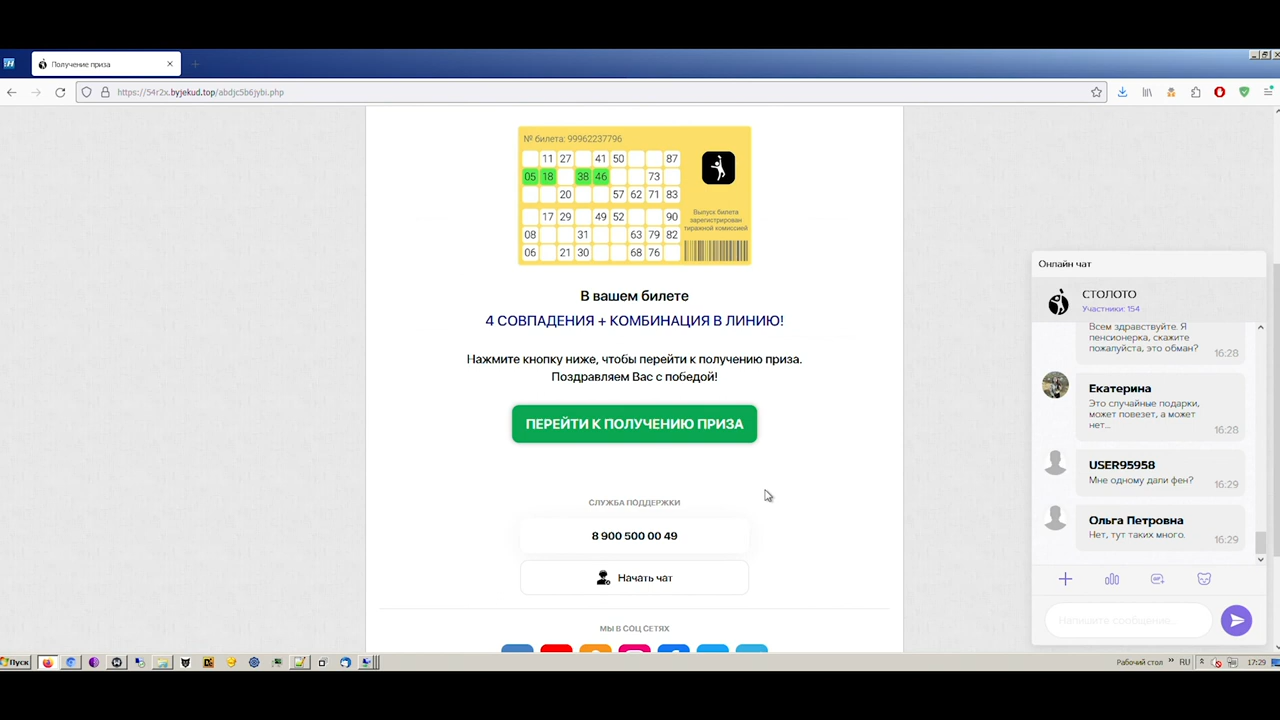 Получение приза
https://54r2x.byjekud.top/abdjc5b6jybi.php
№ билета: 99962237796
11 27 41 50 87
05 18 38 46 73
20 57 62 71 83
17 29 49 52 90
08 31 63 79 82
06 21 30 68 76
Выпуск билета
зарегистрирован
тиражной комиссией
В вашем билете
4 СОВПАДЕНИЯ + КОМБИНАЦИЯ В ЛИНИЮ!
Нажмите кнопку ниже, чтобы перейти к получению приза.
Поздравляем Вас с победой!
ПЕРЕЙТИ К ПОЛУЧЕНИЮ ПРИЗА
СЛУЖБА ПОДДЕРЖКИ
8 900 500 00 49
Начать чат
МЫ В СОЦ СЕТЯХ
Онлайн чат
СТОЛОТО
Участники: 154
Всем здравствуйте. Я
пенсионерка, скажите
пожалуйста, это обман?
16:28
Екатерина
Это случайные подарки,
может повезет, а может
нет...
16:28
USER95958
Мне одному дали фен?
16:29
Ольга Петровна
Нет, тут таких много.
16:29
Напишите сообщение...
Пуск
Рабочий стол
RU
17:29